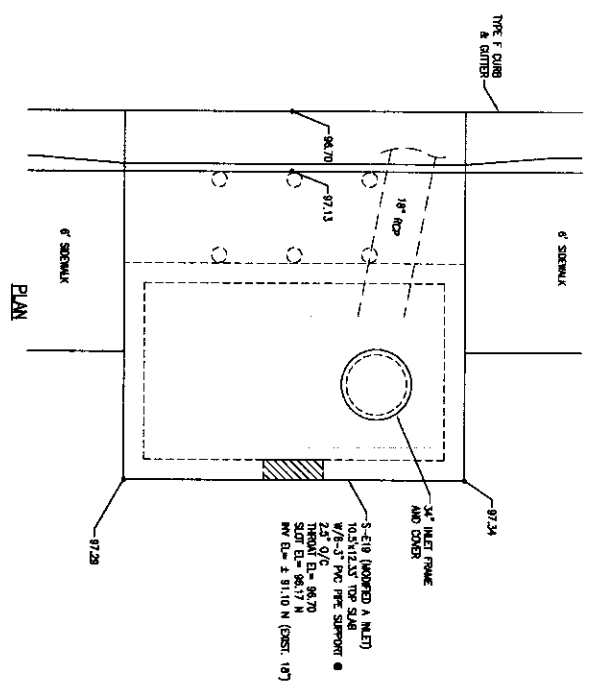 TYPE F CURB
& GUTTER
96.70
97.13
18" RCP
6' SIDEWALK
6' SIDEWALK
PLAN
34" INLET FRAME
AND COVER
97.34
97.29
S-E19 (MODIFIED A INLET)
10.5'x12.33' TOP SLAB
W/8-3" PVC PIPE SUPPORT @
2.5' O/C
THROAT EL= 96.70
SLOT EL= 96.17 N
INV EL= ± 91.10 N (EXIST. 18")